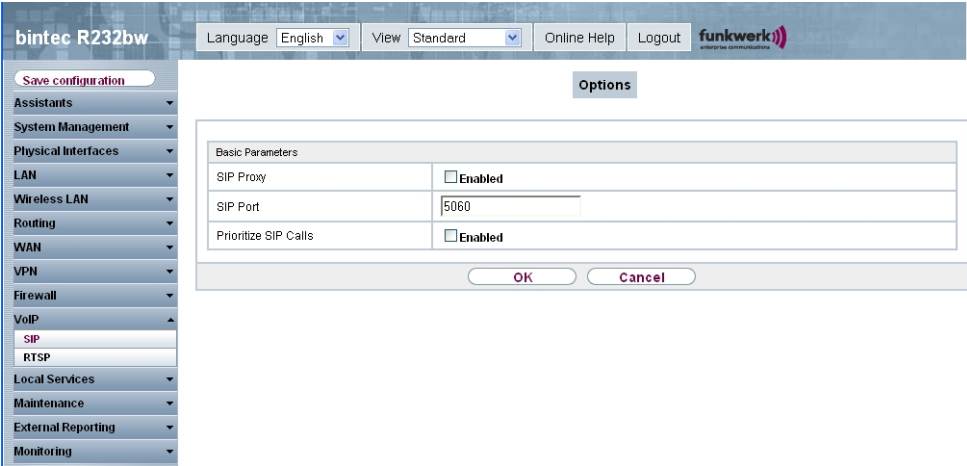 bintec R232bw
Language English View Standard Online Help Logout funkwerk
enterprise communications
Save configuration
Assistants
System Management
Physical Interfaces
LAN
Wireless LAN
Routing
WAN
VPN
Firewall
VoIP
SIP
RTSP
Local Services
Maintenance
External Reporting
Monitoring
Options
Basic Parameters
SIP Proxy Enabled
SIP Port 5060
Prioritize SIP Calls Enabled
OK Cancel